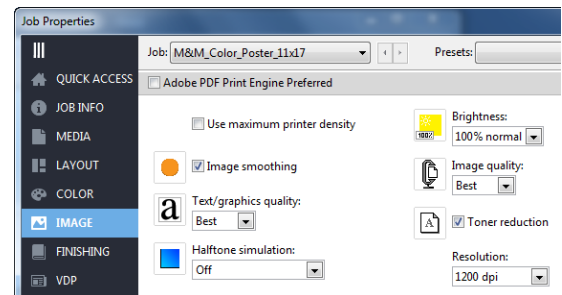 Job Properties
Job: M&M_Color_Poster_11x17 Presets:
QUICK ACCESS
Adobe PDF Print Engine Preferred
JOB INFO
MEDIA
LAYOUT
COLOR
IMAGE
FINISHING
VDP
Use maximum printer density
Brightness:
100%
100% normal
Image smoothing
Image quality:
Best
a
Text/graphics quality:
Best
A
Toner reduction
Halftone simulation:
Off
Resolution:
1200 dpi